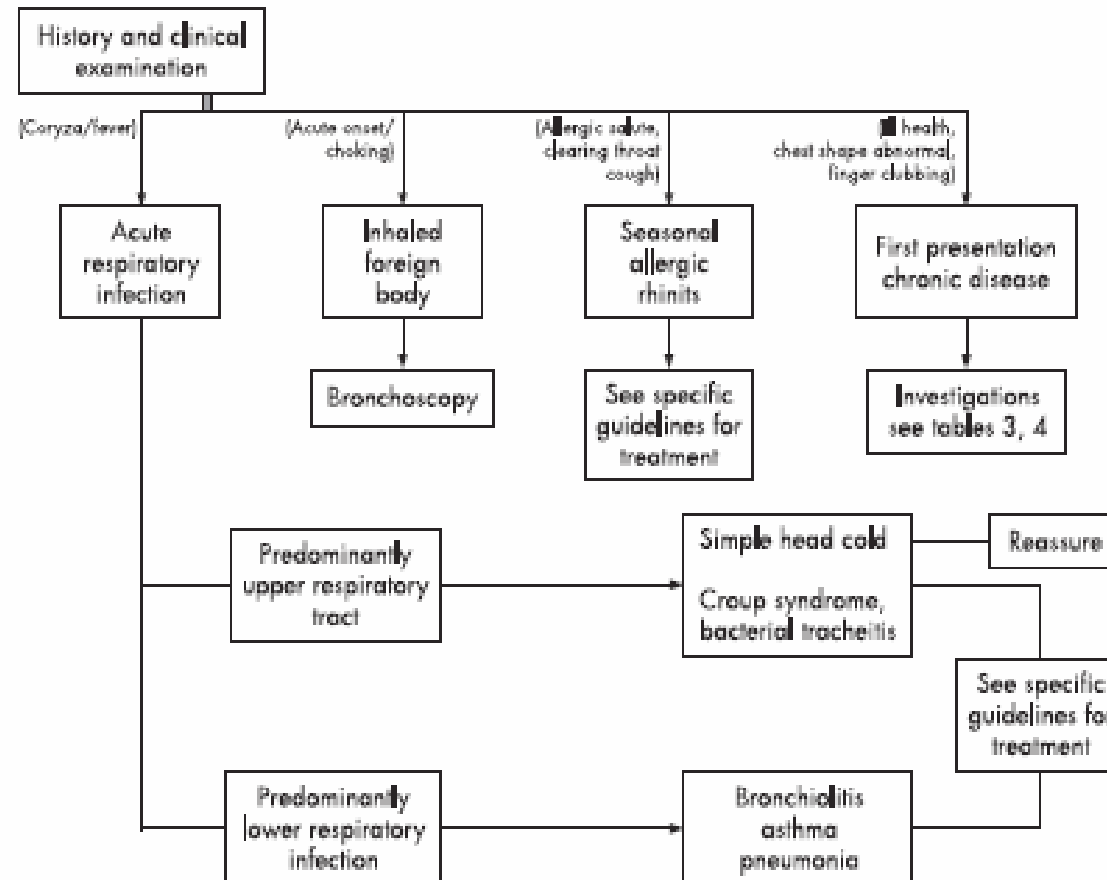 History and clinical
examination
(Coryza/fever)
(Acute onset/
choking)
(Allergic salute,
clearing throat
cough)
(Ill health,
chest shape abnormal,
finger clubbing)
Acute
respiratory
infection
Inhaled
foreign
body
Seasonal
allergic
rhinits
First presentation
chronic disease
Bronchoscopy
See specific
guidelines for
treatment
Investigations
see tables 3, 4
Predominantly
upper respiratory
tract
Simple head cold
Croup syndrome,
bacterial tracheitis
Reassure
See specific
guidelines for
treatment
Predominantly
lower respiratory
infection
Bronchiolitis
asthma
pneumonia